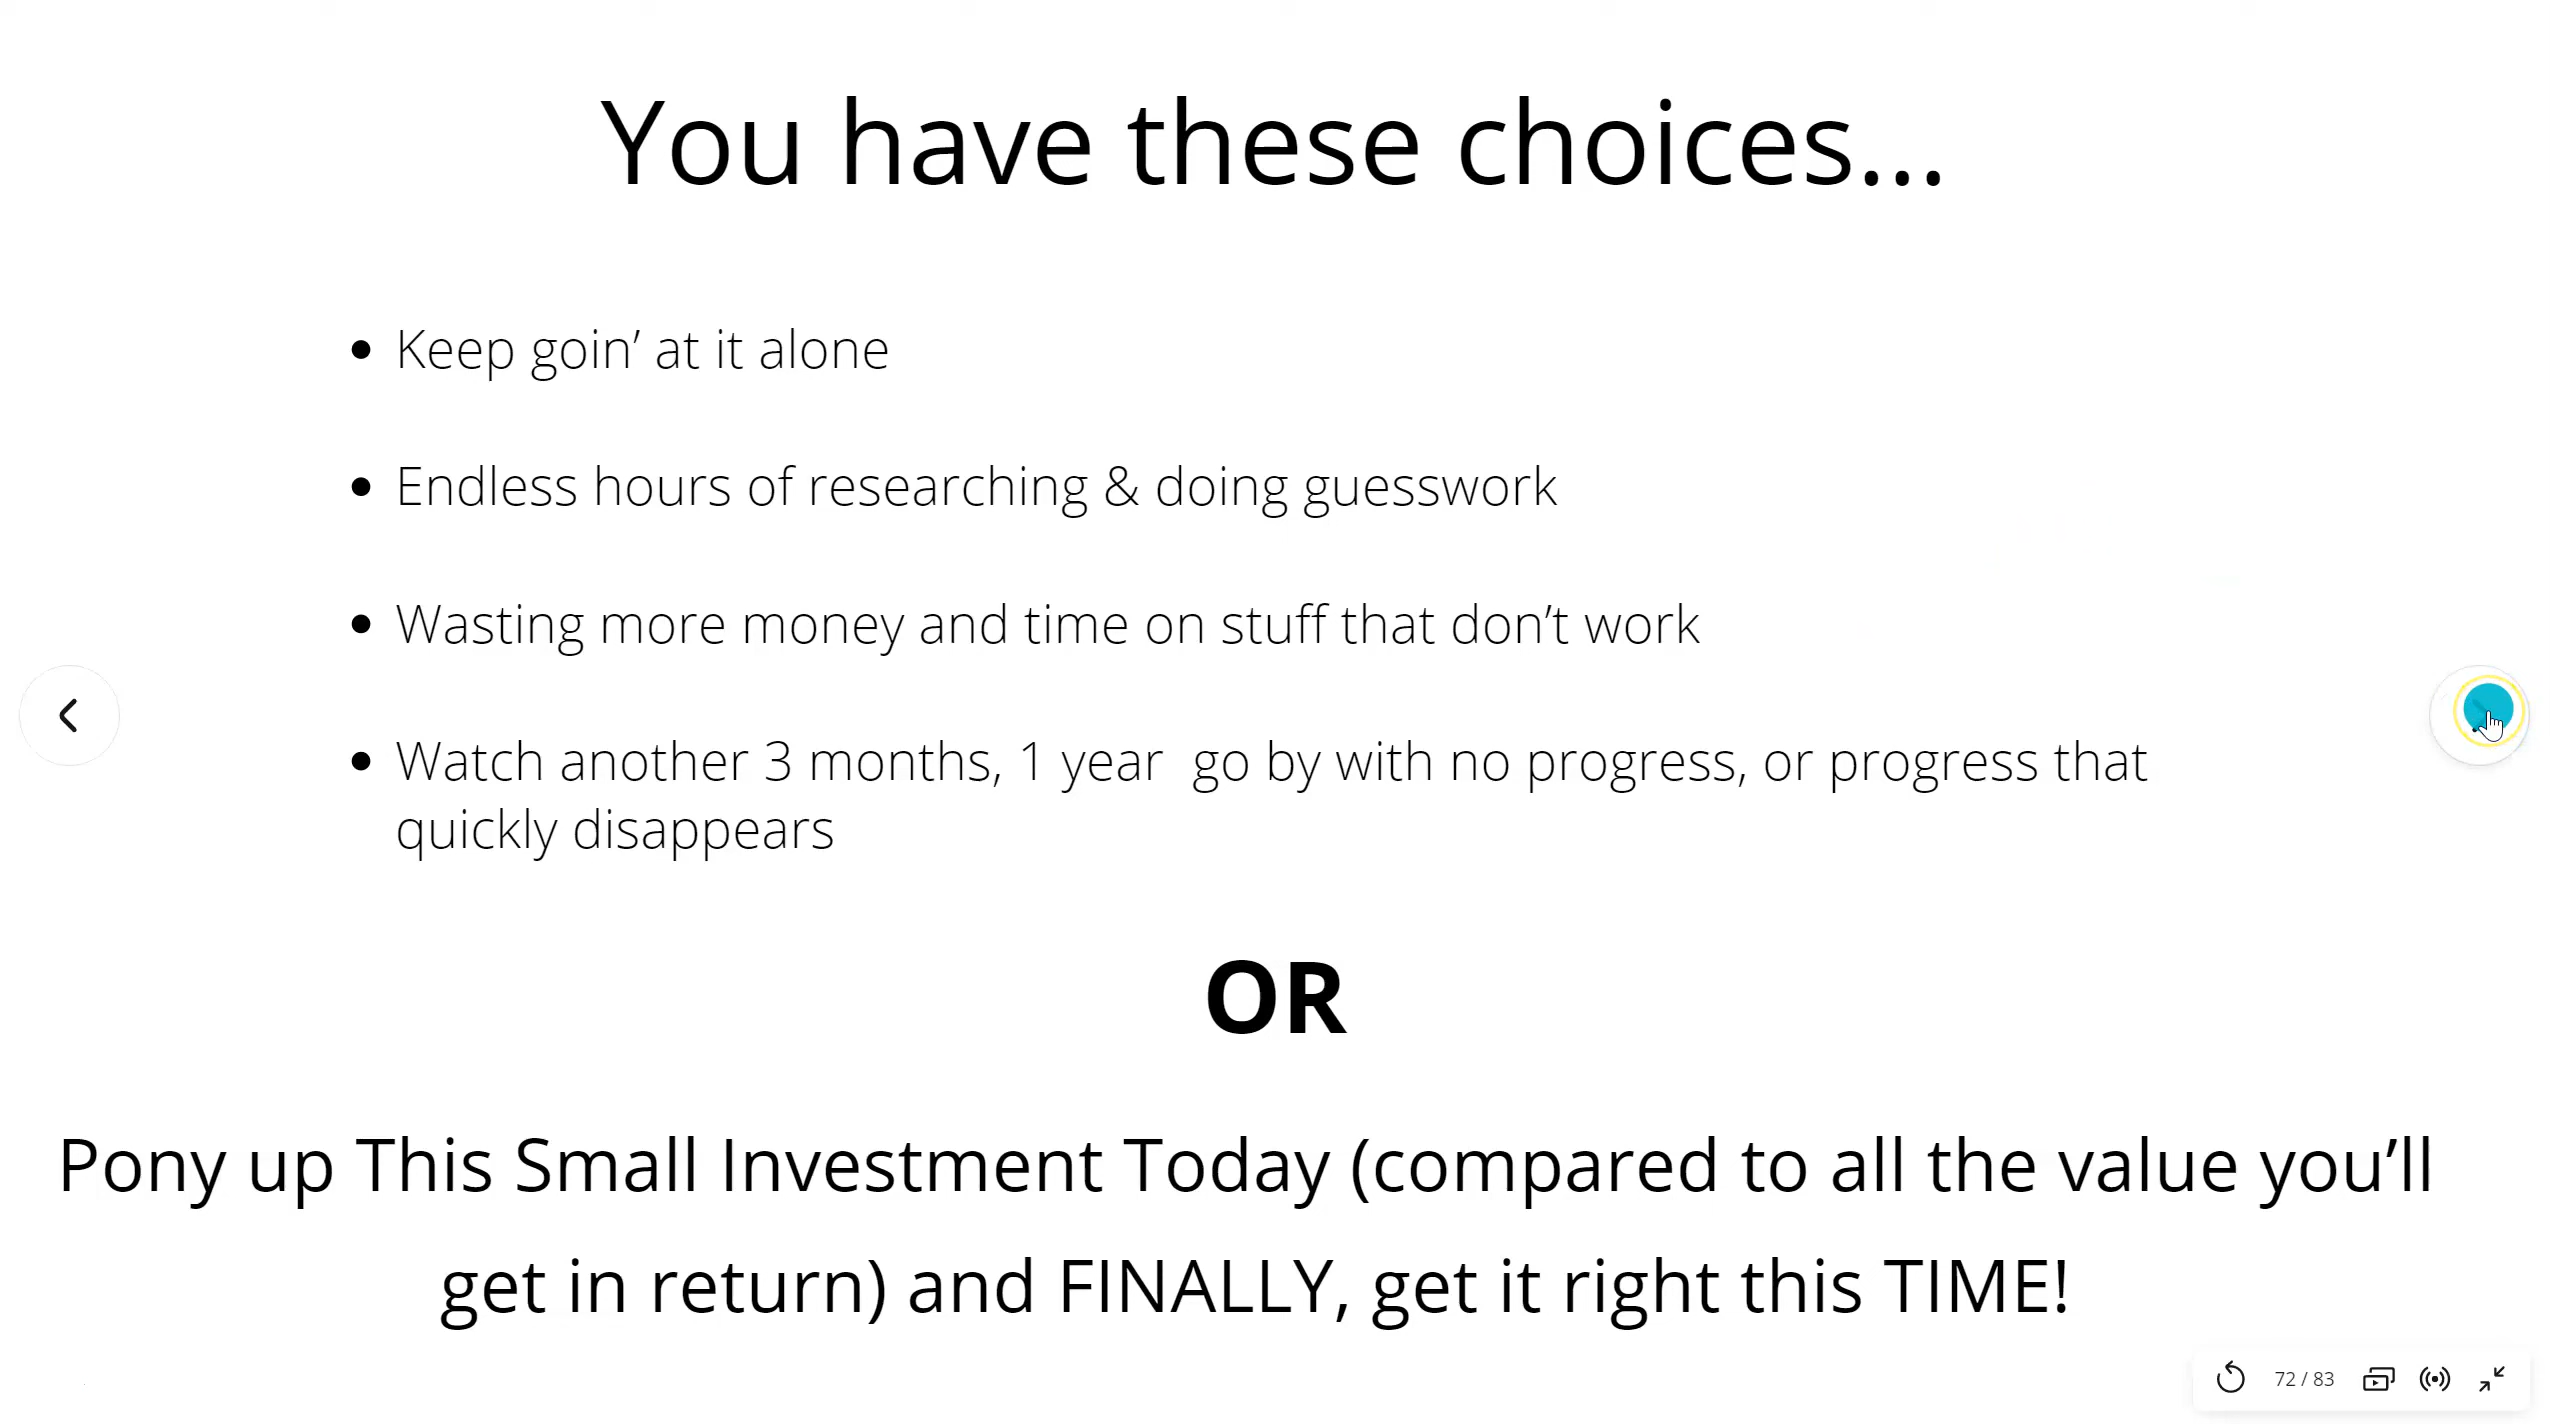 You have these choices...
Keep goin’ at it alone
Endless hours of researching & doing guesswork
Wasting more money and time on stuff that don’t work
Watch another 3 months, 1 year  go by with no progress, or progress that
quickly disappears
OR
Pony up This Small Investment Today (compared to all the value you’ll
get in return) and FINALLY, get it right this TIME!
72 / 83